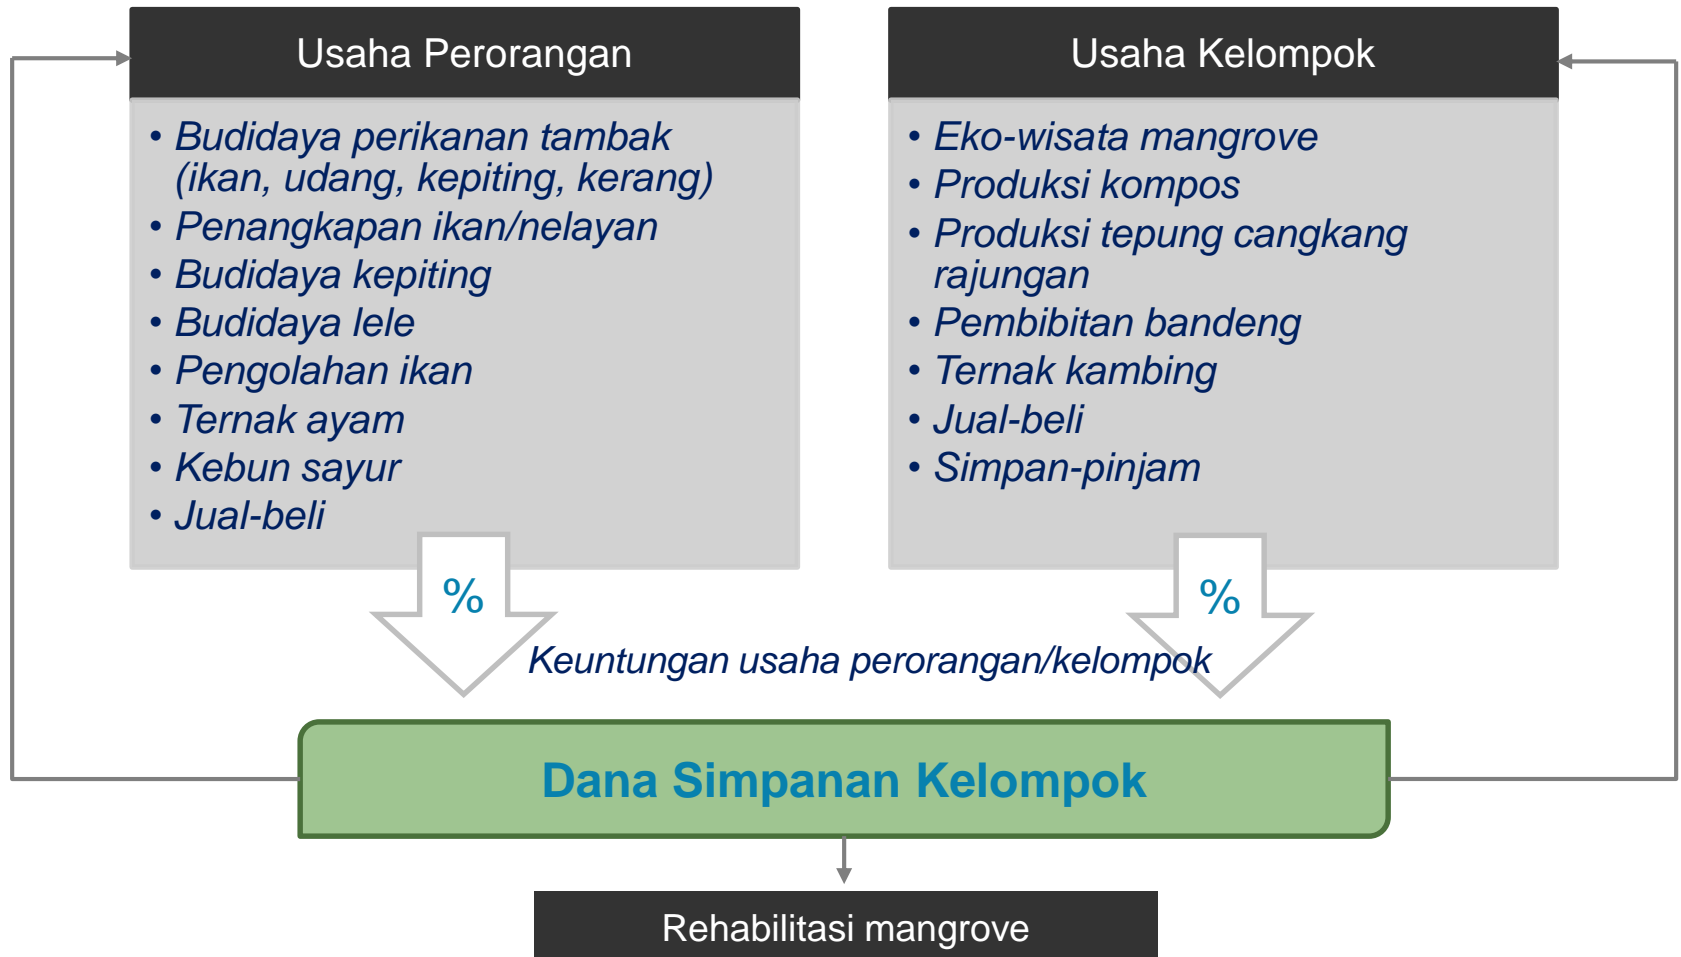 Usaha Perorangan
• Budidaya perikanan tambak
(ikan, udang, kepiting, kerang)
• Penangkapan ikan/nelayan
• Budidaya kepiting
• Budidaya lele
• Pengolahan ikan
• Ternak ayam
• Kebun sayur
• Jual-beli
Usaha Kelompok
• Eko-wisata mangrove
• Produksi kompos
• Produksi tepung cangkang
rajungan
• Pembibitan bandeng
• Ternak kambing
• Jual-beli
• Simpan-pinjam
%
%
Keuntungan usaha perorangan/kelompok
Dana Simpanan Kelompok
Rehabilitasi mangrove